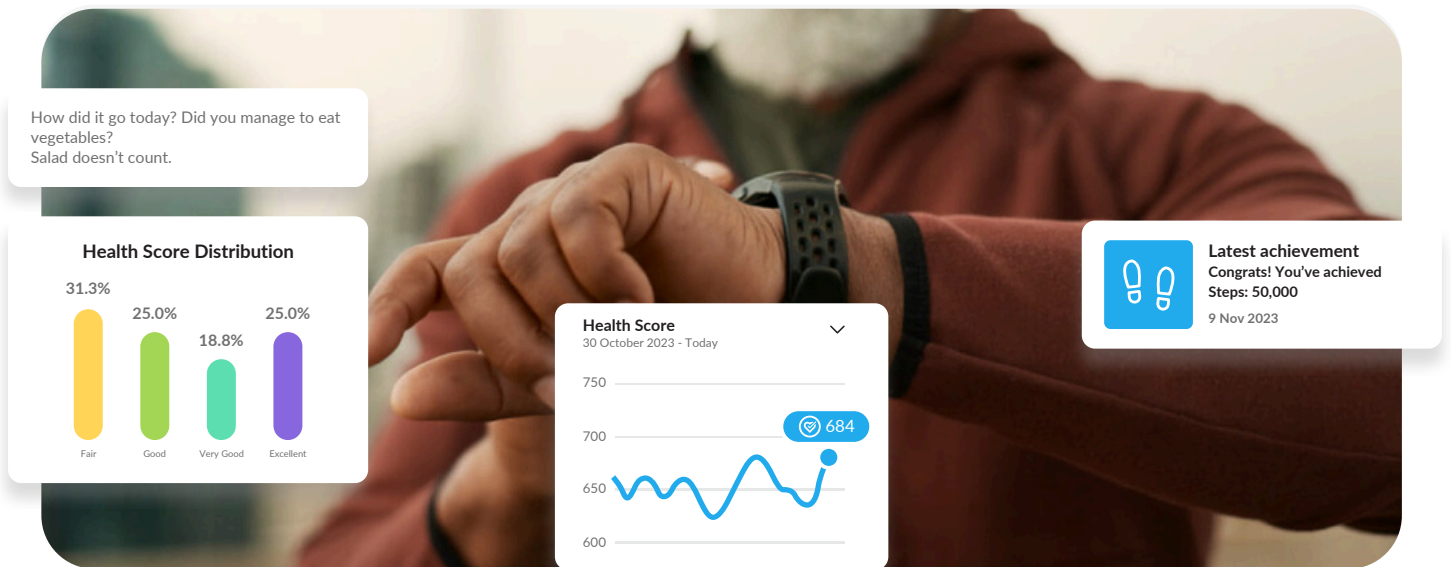 How did it go today? Did you manage to eat
vegetables?
Salad doesn’t count.
Health Score Distribution
31.3%
25.0%
18.8%
25.0%
Fair
Good
Very Good
Excellent
Health Score
30 October 2023 - Today
750
700
650
600
684
Latest achievement
Congrats! You’ve achieved
Steps: 50,000
9 Nov 2023